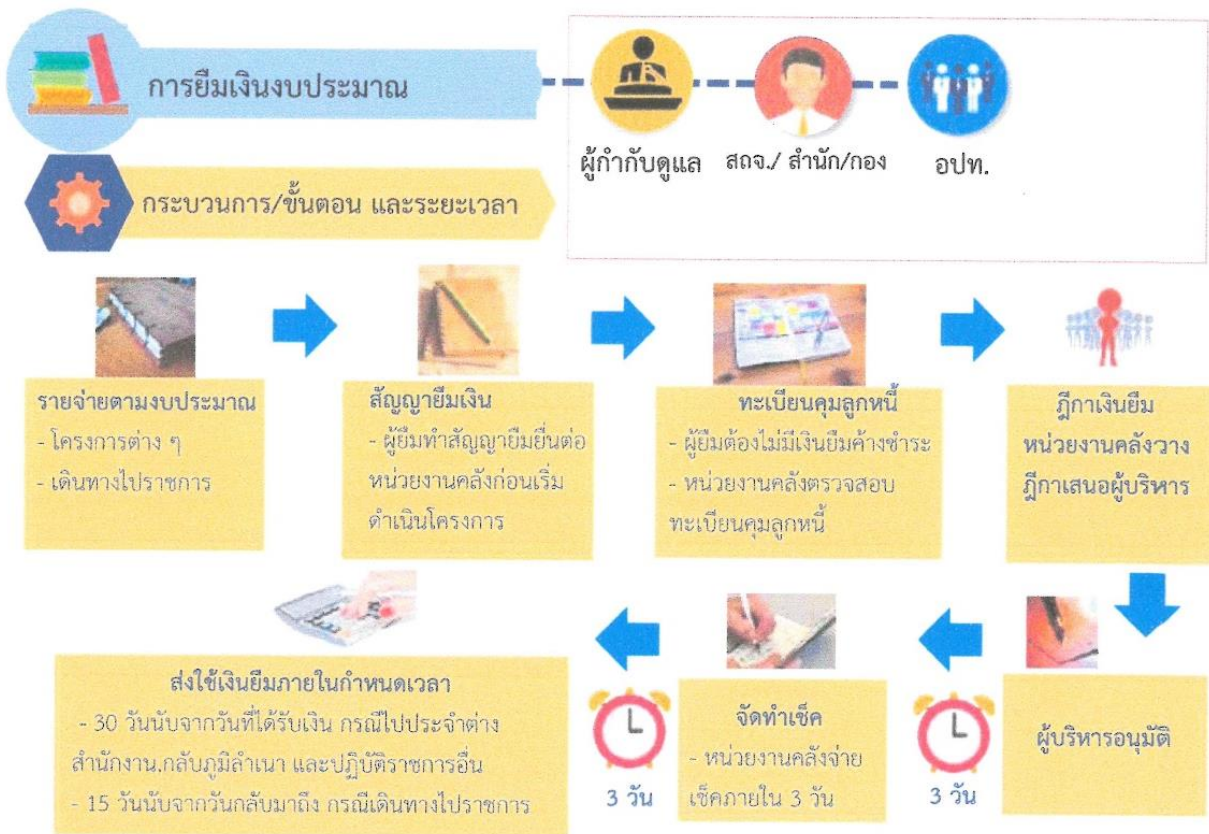 การยืมเงินงบประมาณ
ผู้กำกับดูแล
สถจ./ สำนัก/กอง
อปท.
กระบวนการ/ขั้นตอน และระยะเวลา
รายจ่ายตามงบประมาณ
- โครงการต่าง ๆ
- เดินทางไปราชการ
สัญญายืมเงิน
- ผู้ยืมทำสัญญายืมยื่นต่อ
หน่วยงานคลังก่อนเริ่ม
ดำเนินโครงการ
ทะเบียนคุมลูกหนี้
- ผู้ยืมต้องไม่มีเงินยืมค้างชำระ
- หน่วยงานคลังตรวจสอบ
ทะเบียนคุมลูกหนี้
ฎีกาเงินยืม
หน่วยงานคลังวาง
ฎีกาเสนอผู้บริหาร
ผู้บริหารอนุมัติ
3 วัน
จัดทำเช็ค
- หน่วยงานคลังจ่าย
เช็คภายใน 3 วัน
3 วัน
ส่งใช้เงินยืมภายในกำหนดเวลา
- 30 วันนับจากวันที่ได้รับเงิน กรณีไปประจำต่าง
สำนักงาน.กลับภูมิลำเนา และปฏิบัติราชการอื่น
- 15 วันนับจากวันกลับมาถึง กรณีเดินทางไปราชการ